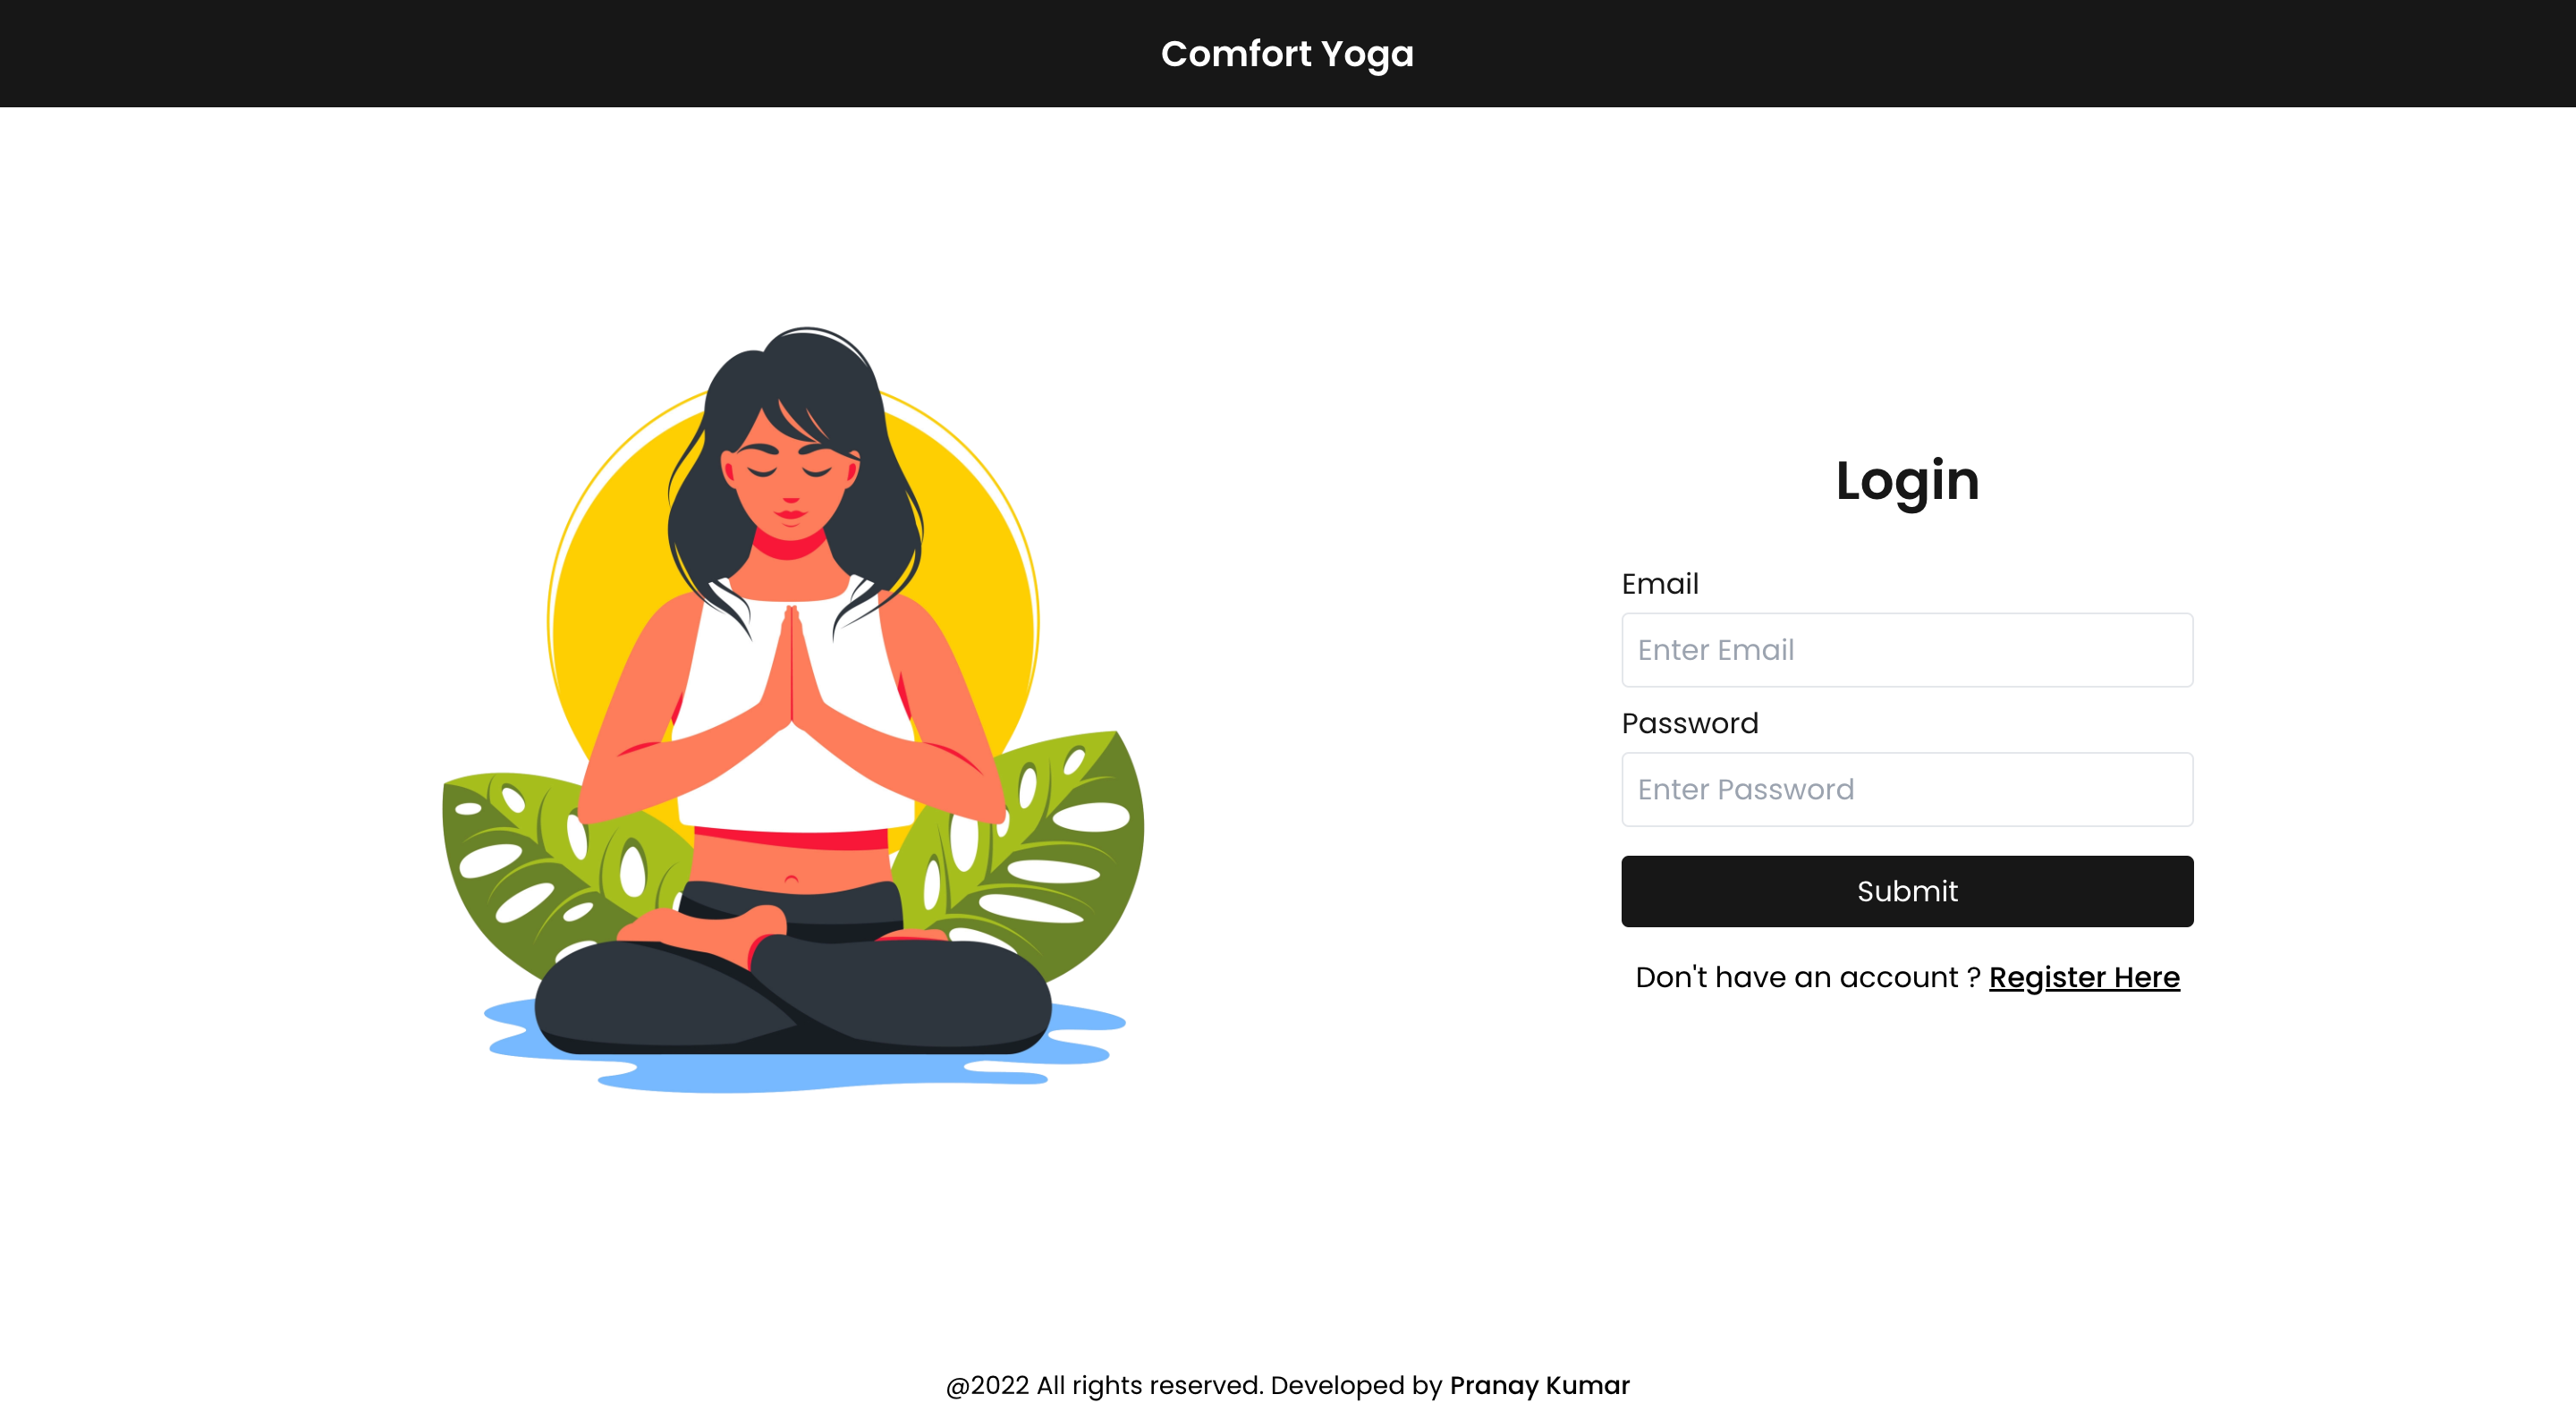 Comfort Yoga
Login
Email
Enter Email
Password
Enter Password
Submit
Don't have an account ? Register Here
@2022 All rights reserved. Developed by Pranay Kumar